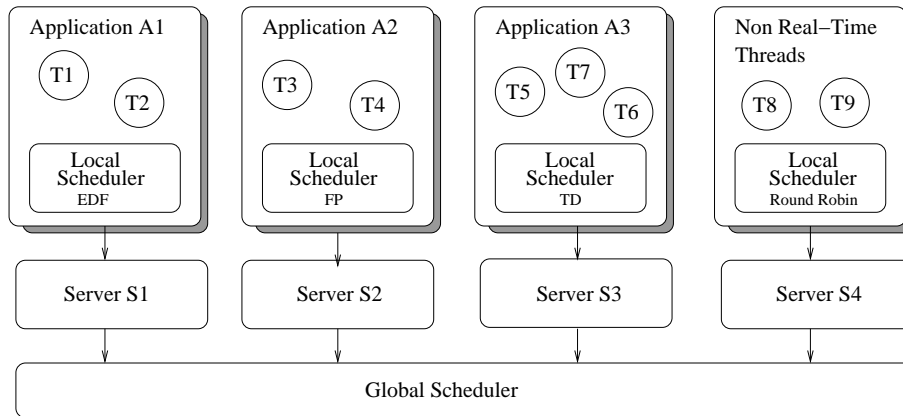 Application A1
T1
T2
Local
Scheduler
EDF
Application A2
T3
T4
Local
Scheduler
FP
Application A3
T7
T5
T6
Local
Scheduler
TD
Non Real−Time
Threads
T8
T9
Local
Scheduler
Round Robin
Server S1
Server S2
Server S3
Server S4
Global Scheduler